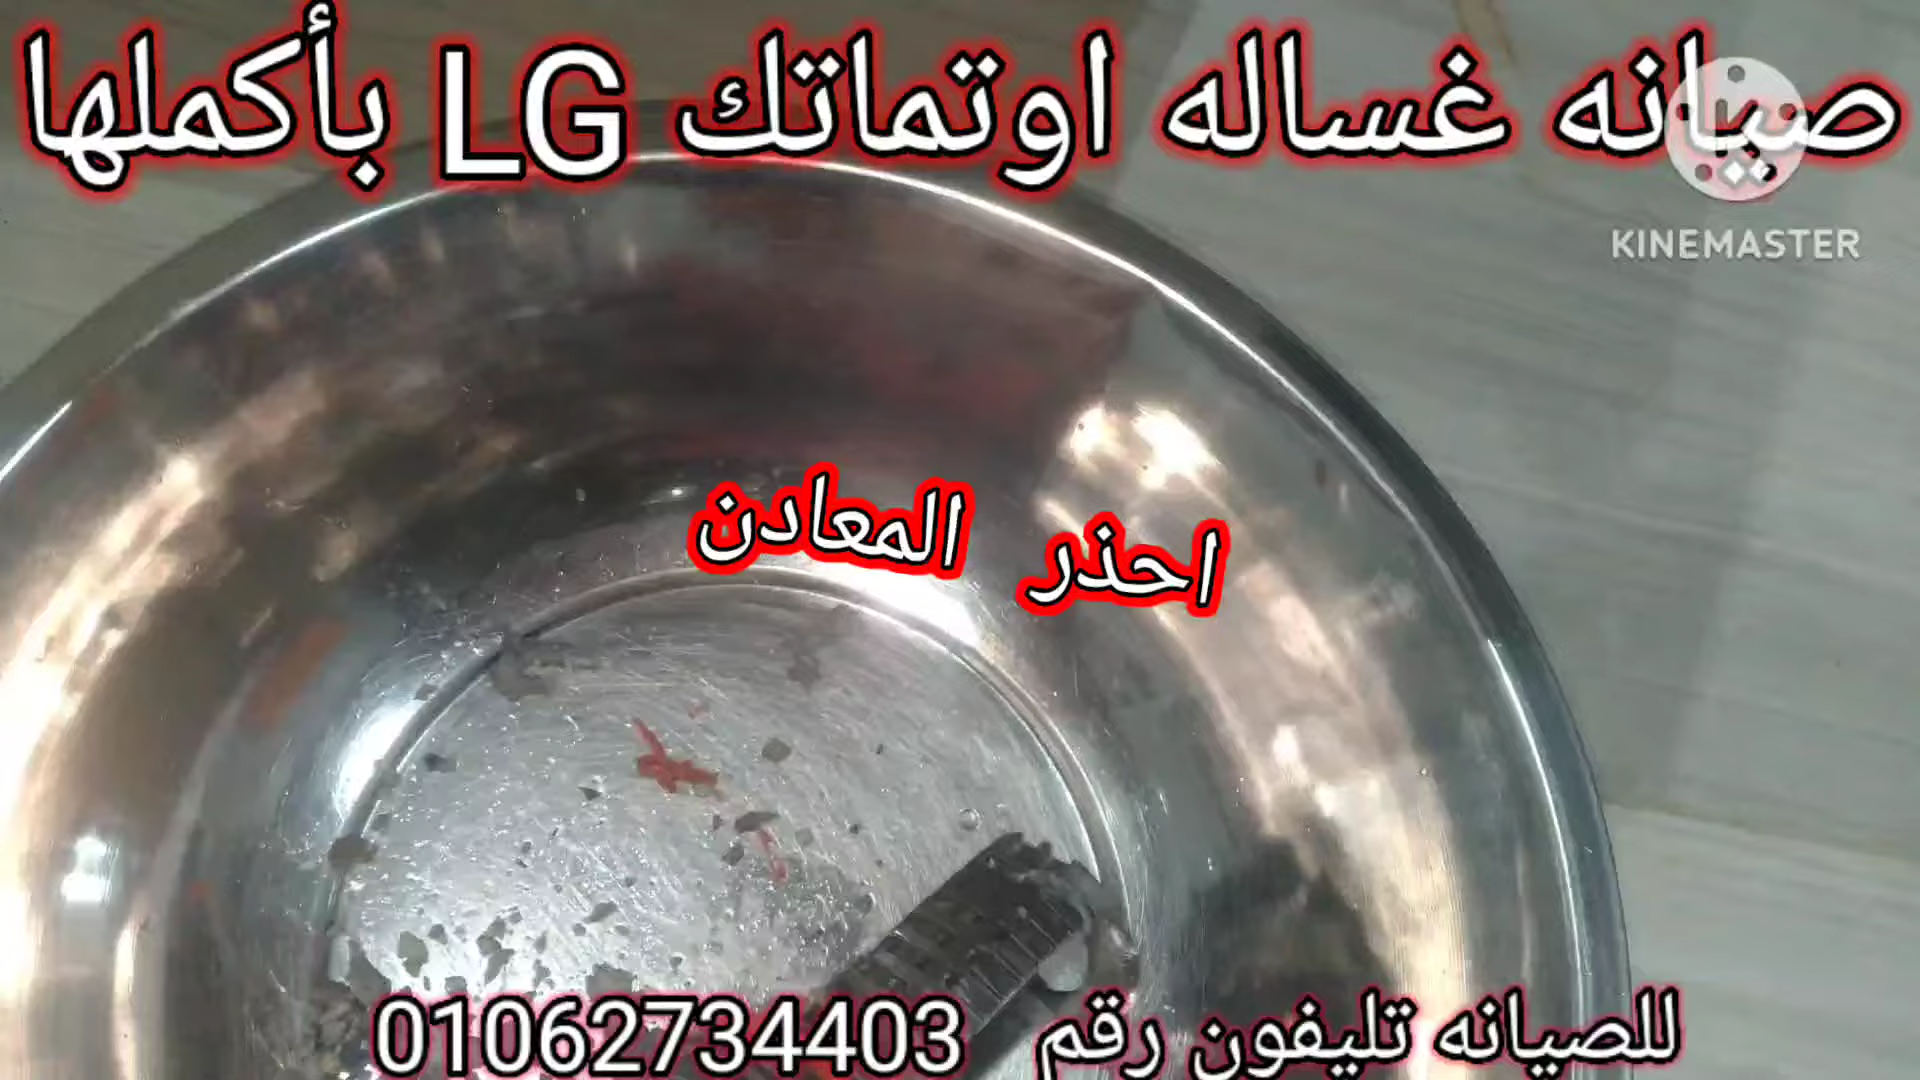 صيانه غساله اوتماتك LG بأكملها
KINEMASTER
احذر المعادن
للصيانه تليفون رقم 01062734403